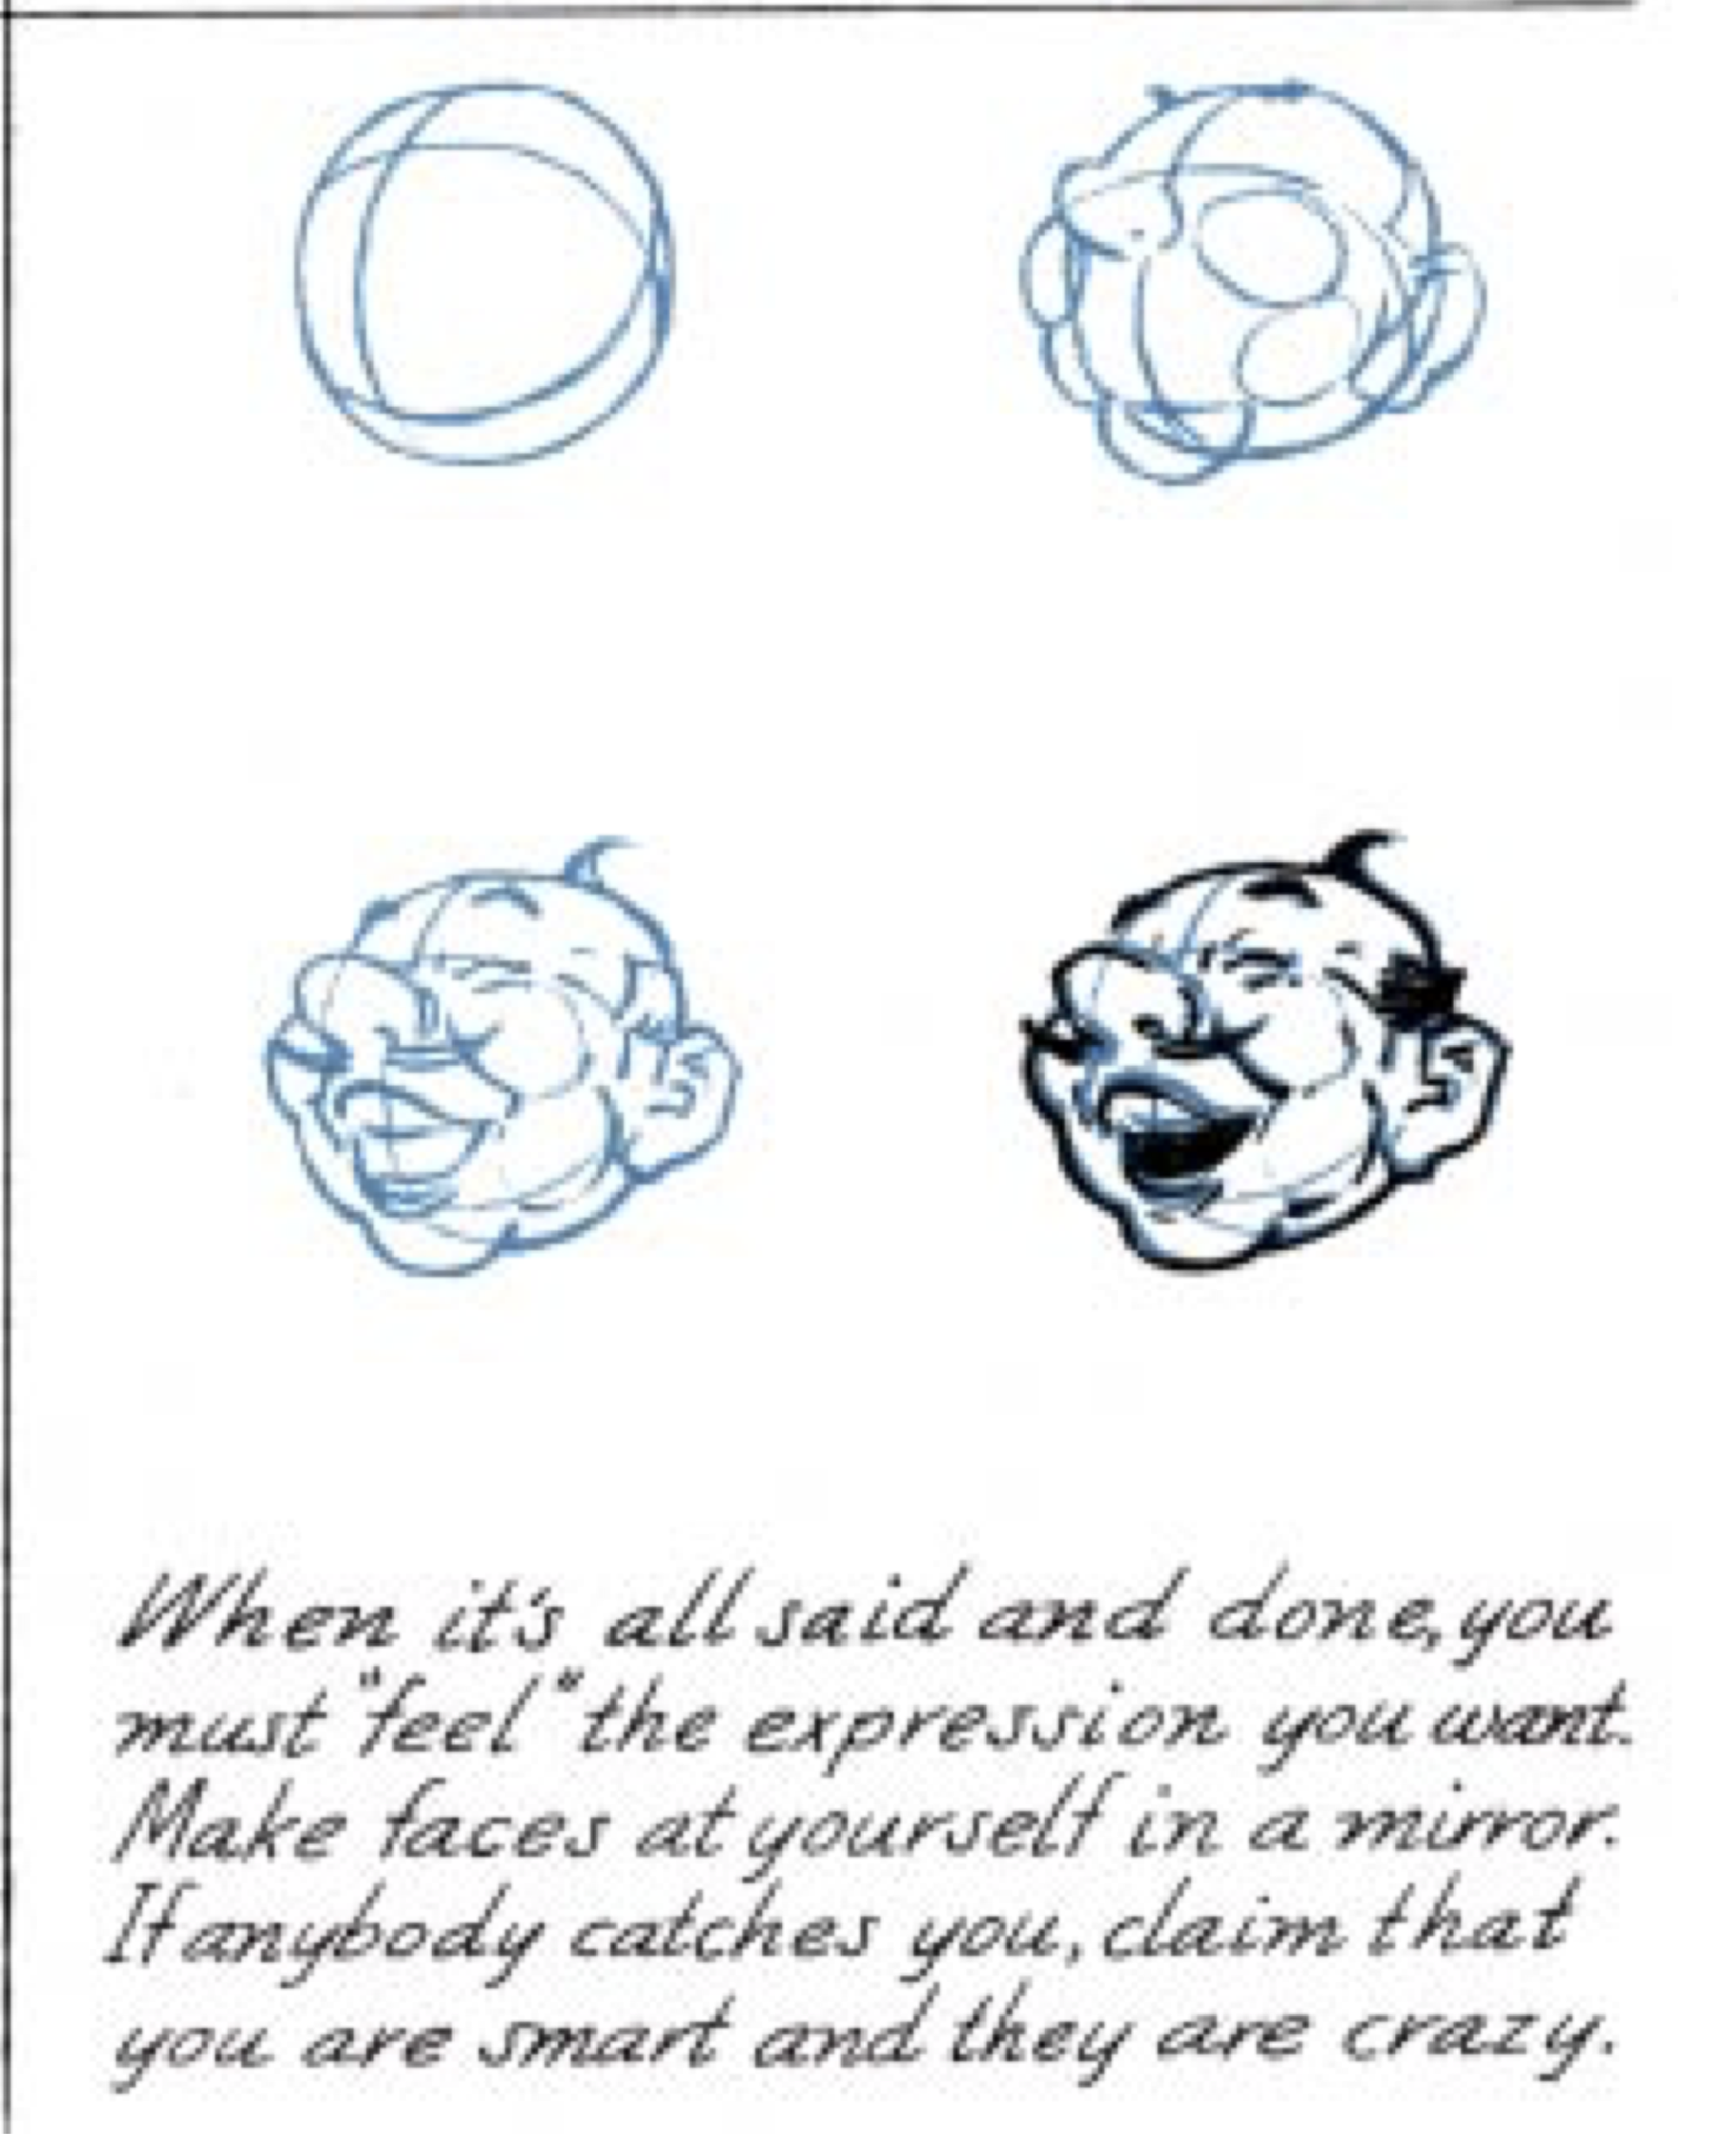 When it's all said and done, you
must "feel" the expression you want.
Make faces at yourself in a mirror.
If anybody catches you, claim that
you are smart and they are crazy.